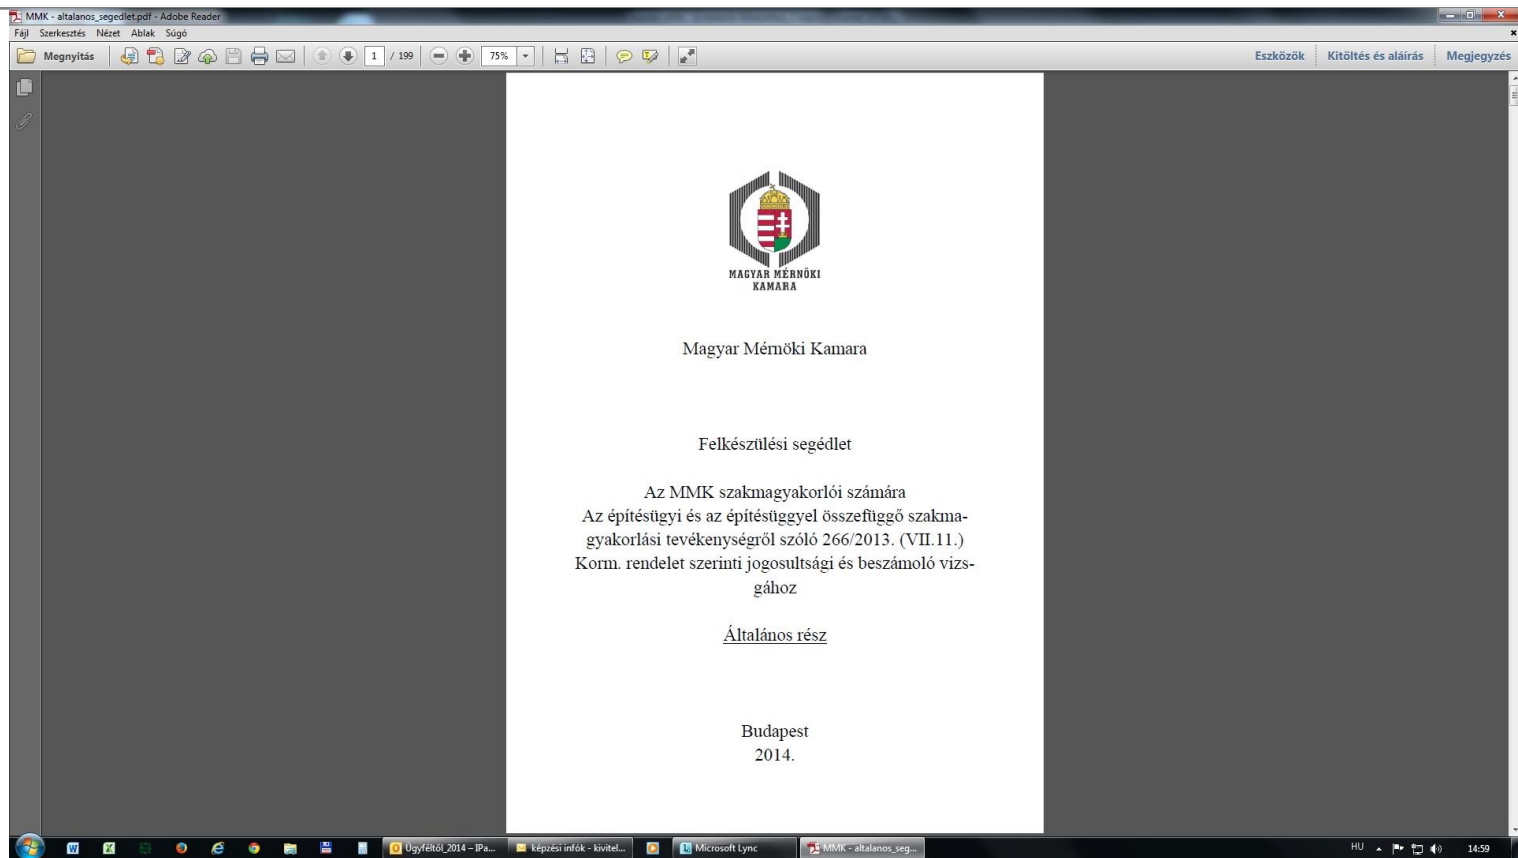 MMK - altalanos_segedlet.pdf - Adobe Reader
Fájl Szerkesztés Nézet Ablak Súgó
Megnyitás 1 / 199 75% Eszközök Kitöltés és aláírás Megjegyzés
MAGYAR MÉRNÖKI
KAMARA
Magyar Mérnöki Kamara
Felkészülési segédlet
Az MMK szakmagyakorlói számára
Az építésügyi és az építésüggyel összefüggő szakma-
gyakorlási tevékenységről szóló 266/2013. (VII.11.)
Korm. rendelet szerinti jogosultsági és beszámoló vizs-
gához
Általános rész
Budapest
2014.
Ügyféltől_2014 – IPa... képzési infók - kivitel... Microsoft Lync MMK - altalanos_seg... HU 14:59